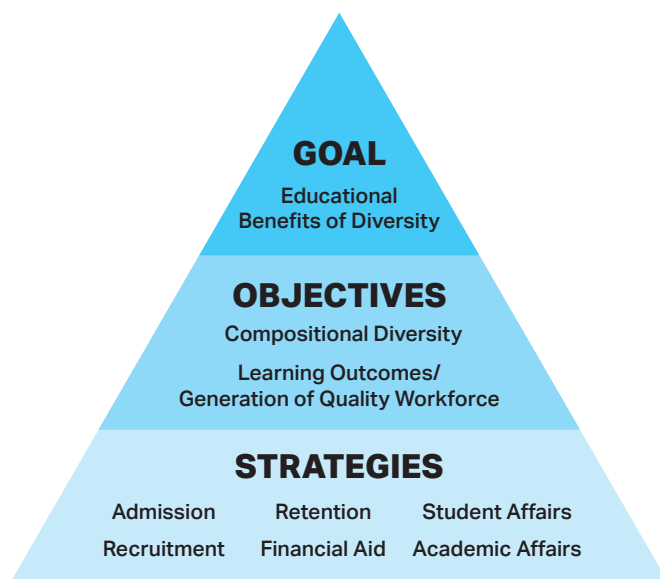 GOAL
Educational
Benefits of Diversity
OBJECTIVES
Compositional Diversity
Learning Outcomes/
Generation of Quality Workforce
STRATEGIES
Admission Retention Student Affairs
Recruitment Financial Aid Academic Affairs